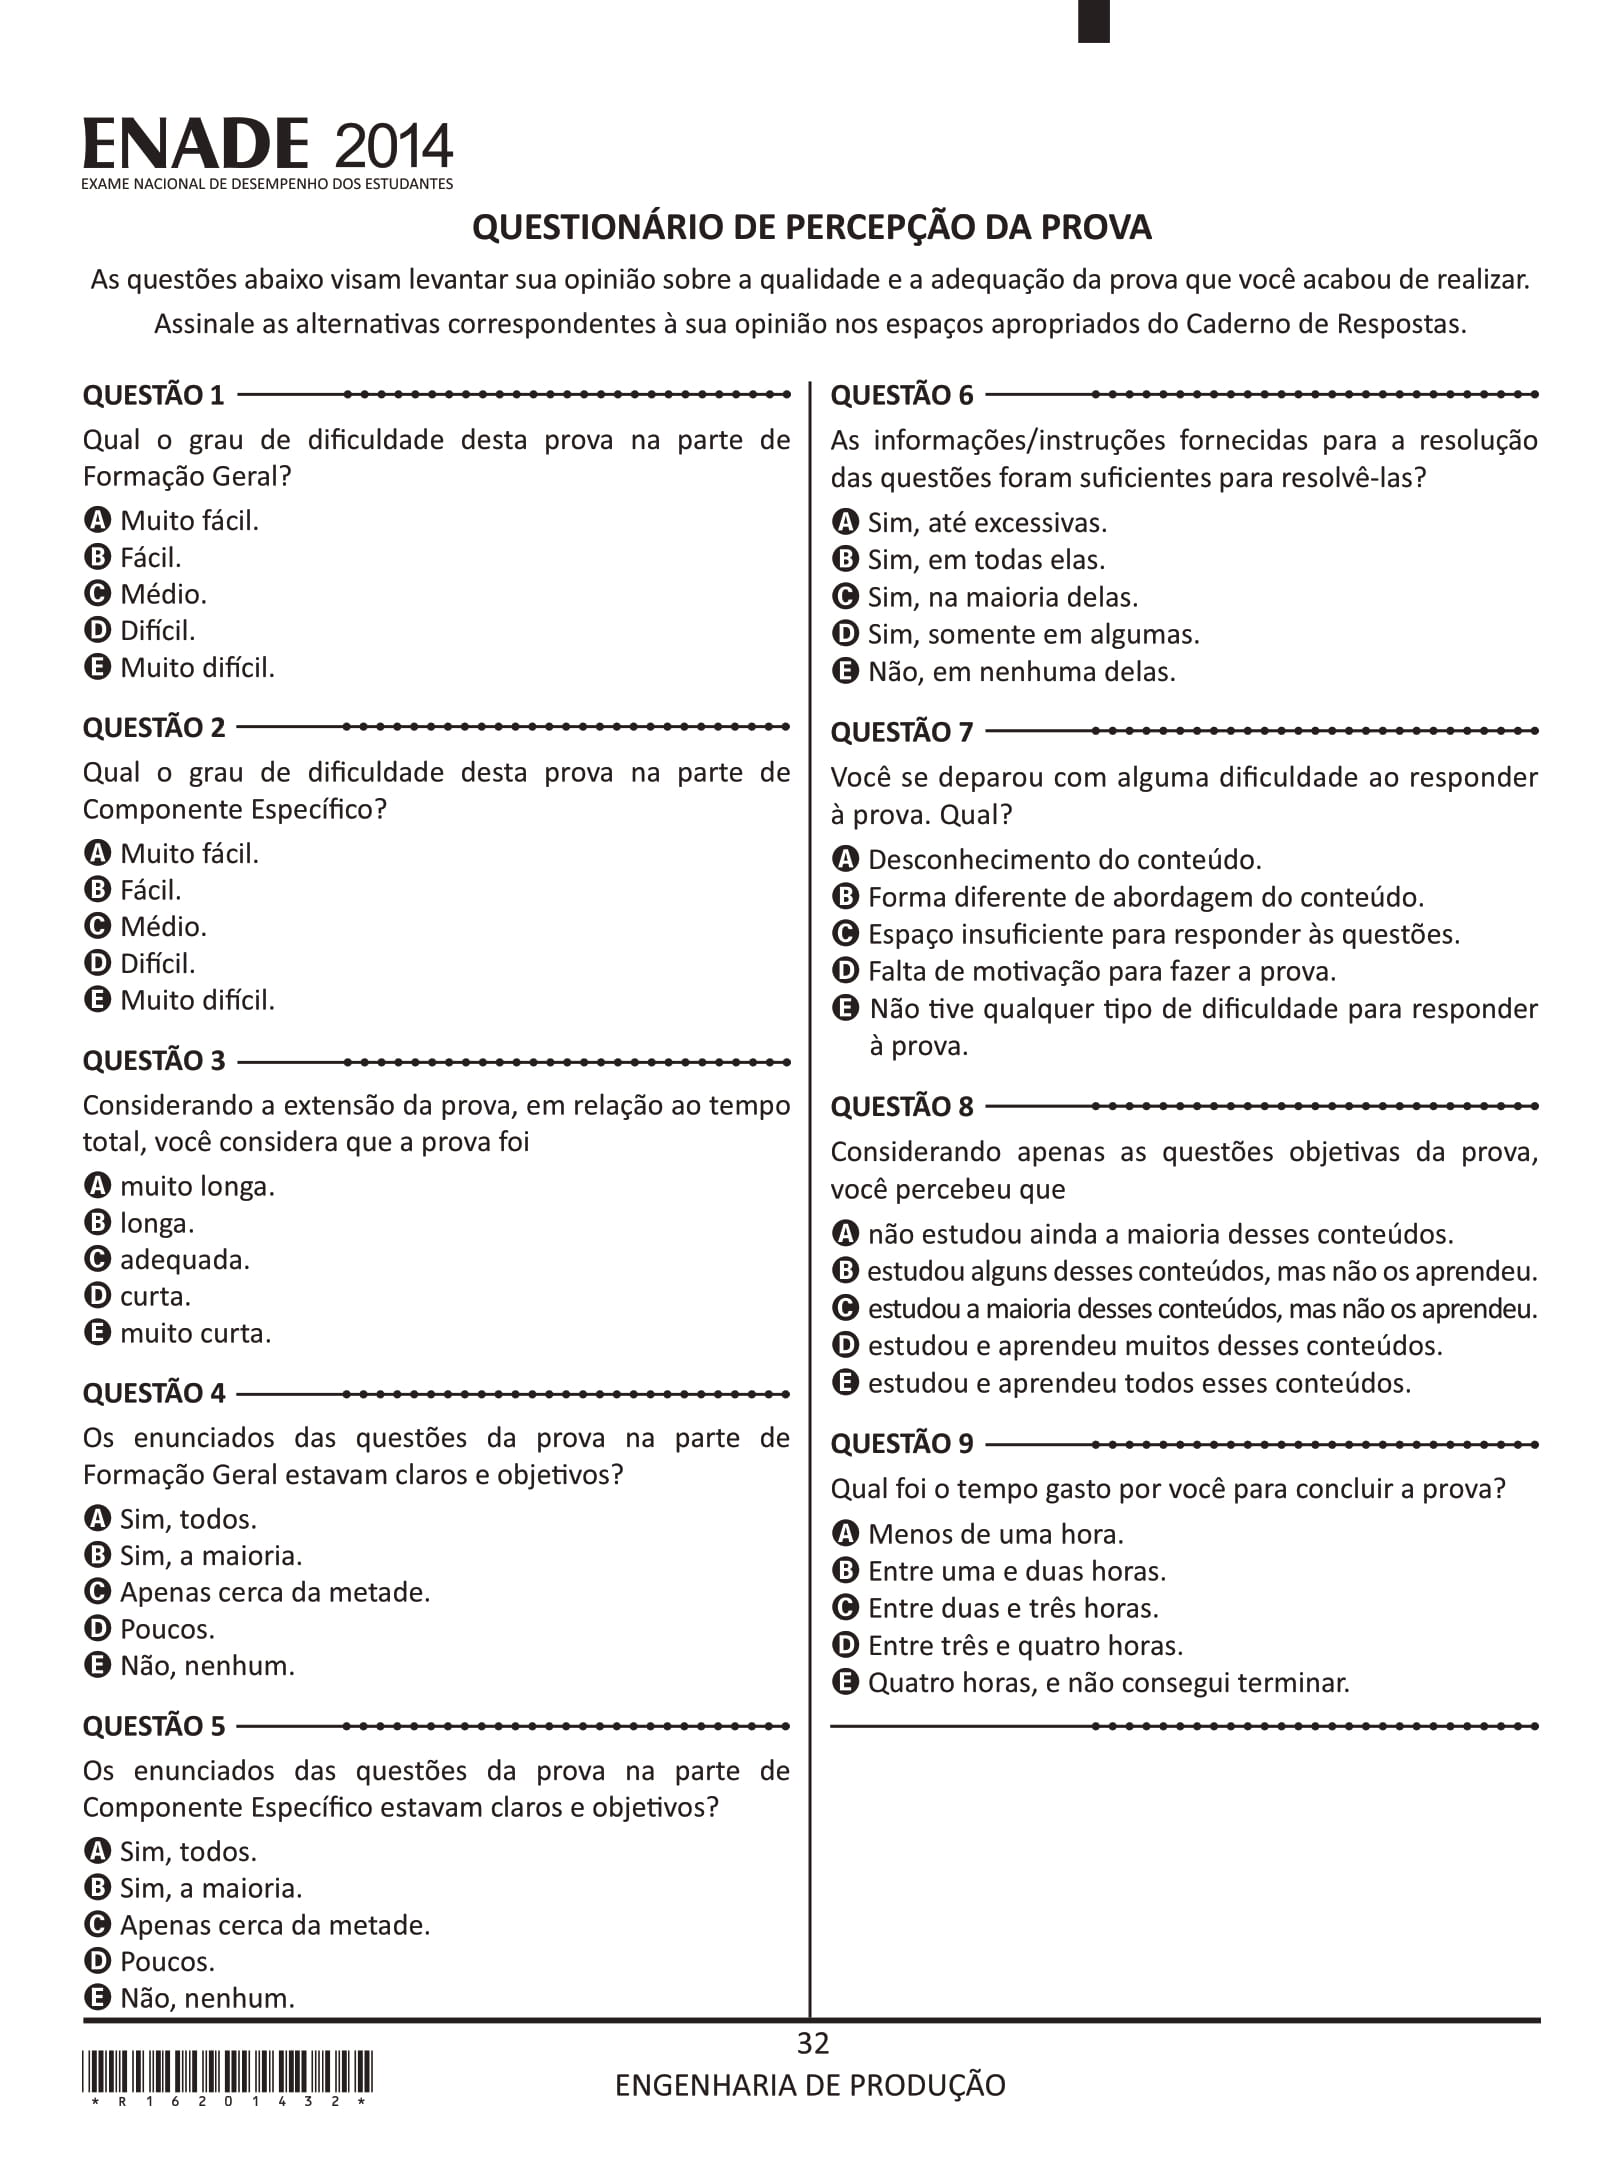 ENADE 2014
EXAME NACIONAL DE DESEMPENHO DOS ESTUDANTES
QUESTIONÁRIO DE PERCEPÇÃO DA PROVA
As questões abaixo visam levantar sua opinião sobre a qualidade e a adequação da prova que você acabou de realizar.
Assinale as alternativas correspondentes à sua opinião nos espaços apropriados do Caderno de Respostas.
QUESTÃO 1
Qual o grau de dificuldade desta prova na parte de
Formação Geral?
A Muito fácil.
B Fácil.
C Médio.
D Difícil.
E Muito difícil.
QUESTÃO 2
Qual o grau de dificuldade desta prova na parte de
Componente Específico?
A Muito fácil.
B Fácil.
C Médio.
D Difícil.
E Muito difícil.
QUESTÃO 3
Considerando a extensão da prova, em relação ao tempo
total, você considera que a prova foi
A muito longa.
B longa.
C adequada.
D curta.
E muito curta.
QUESTÃO 4
Os enunciados das questões da prova na parte de
Formação Geral estavam claros e objetivos?
A Sim, todos.
B Sim, a maioria.
C Apenas cerca da metade.
D Poucos.
E Não, nenhum.
QUESTÃO 5
Os enunciados das questões da prova na parte de
Componente Específico estavam claros e objetivos?
A Sim, todos.
B Sim, a maioria.
C Apenas cerca da metade.
D Poucos.
E Não, nenhum.
QUESTÃO 6
As informações/instruções fornecidas para a resolução
das questões foram suficientes para resolvê-las?
A Sim, até excessivas.
B Sim, em todas elas.
C Sim, na maioria delas.
D Sim, somente em algumas.
E Não, em nenhuma delas.
QUESTÃO 7
Você se deparou com alguma dificuldade ao responder
à prova. Qual?
A Desconhecimento do conteúdo.
B Forma diferente de abordagem do conteúdo.
C Espaço insuficiente para responder às questões.
D Falta de motivação para fazer a prova.
E Não tive qualquer tipo de dificuldade para responder
à prova.
QUESTÃO 8
Considerando apenas as questões objetivas da prova,
você percebeu que
A não estudou ainda a maioria desses conteúdos.
B estudou alguns desses conteúdos, mas não os aprendeu.
C estudou a maioria desses conteúdos, mas não os aprendeu.
D estudou e aprendeu muitos desses conteúdos.
E estudou e aprendeu todos esses conteúdos.
QUESTÃO 9
Qual foi o tempo gasto por você para concluir a prova?
A Menos de uma hora.
B Entre uma e duas horas.
C Entre duas e três horas.
D Entre três e quatro horas.
E Quatro horas, e não consegui terminar.
32
ENGENHARIA DE PRODUÇÃO
*R16201432*